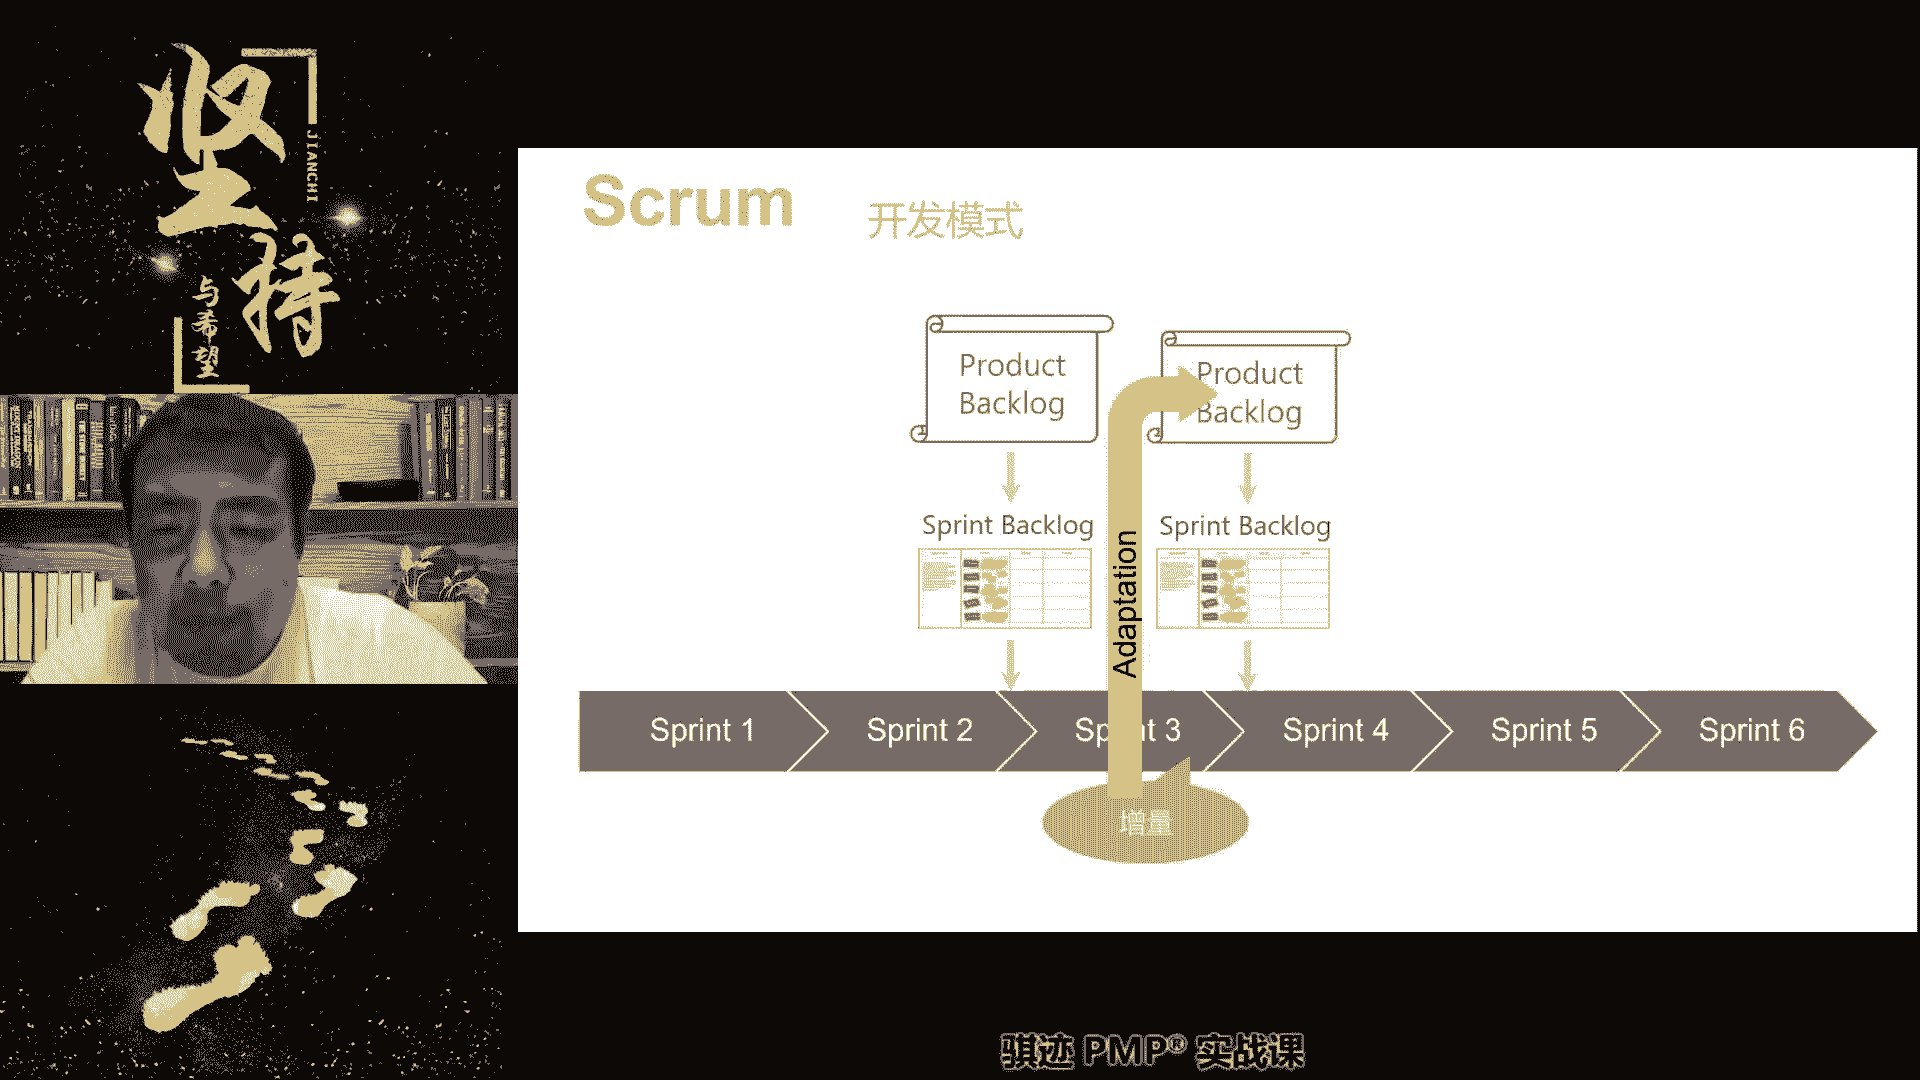 坚持
JIANCHI
与希望
Scrum 开发模式
Product
Backlog
Product
Backlog
Sprint Backlog
Sprint Backlog
Adaptation
Sprint 1
Sprint 2
Sprint 3
Sprint 4
Sprint 5
Sprint 6
增量
骐迹 PMP® 实战课